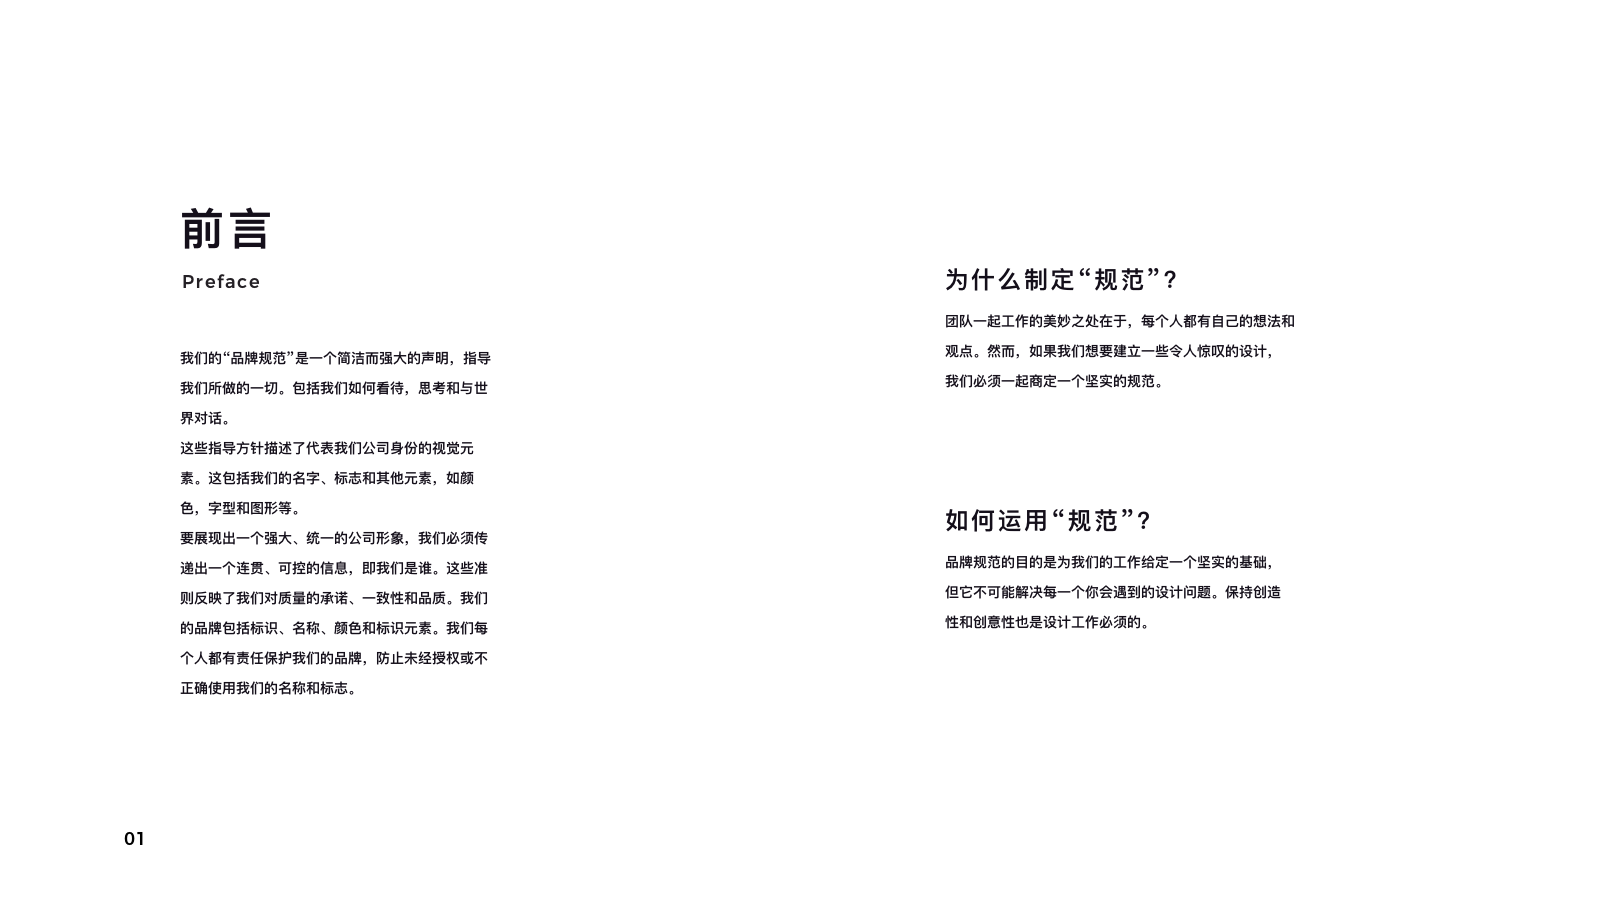 前言
Preface
我们的“品牌规范”是一个简洁而强大的声明，指导
我们所做的一切。包括我们如何看待，思考和与世
界对话。
这些指导方针描述了代表我们公司身份的视觉元
素。这包括我们的名字、标志和其他元素，如颜
色，字型和图形等。
要展现出一个强大、统一的公司形象，我们必须传
递出一个连贯、可控的信息，即我们是谁。这些准
则反映了我们对质量的承诺、一致性和品质。我们
的品牌包括标识、名称、颜色和标识元素。我们每
个人都有责任保护我们的品牌，防止未经授权或不
正确使用我们的名称和标志。
为什么制定“规范”?
团队一起工作的美妙之处在于，每个人都有自己的想法和
观点。然而，如果我们想要建立一些令人惊叹的设计，
我们必须一起商定一个坚实的规范。
如何运用“规范”?
品牌规范的目的是为我们的工作给定一个坚实的基础，
但它不可能解决每一个你会遇到的设计问题。保持创造
性和创意性也是设计工作必须的。
01